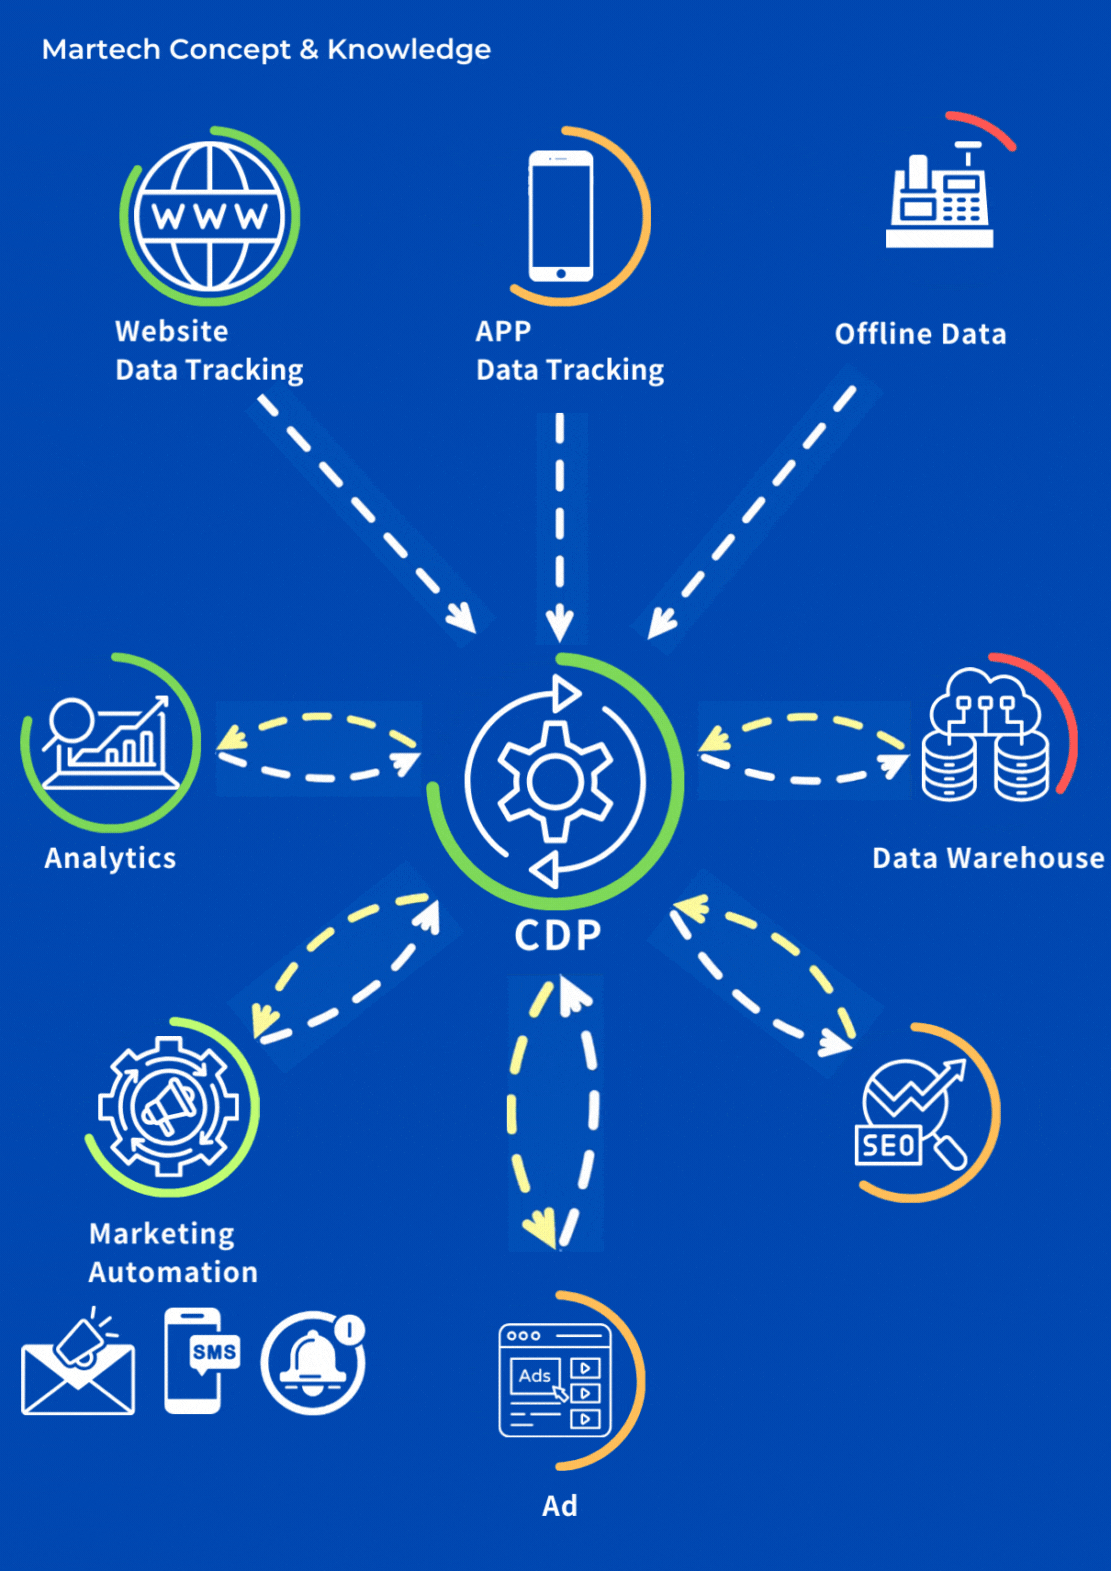 Martech Concept & Knowledge
WWW
Website
Data Tracking
APP
Data Tracking
Offline Data
Analytics
CDP
Data Warehouse
SEO
Marketing
Automation
SMS
Ads
Ad